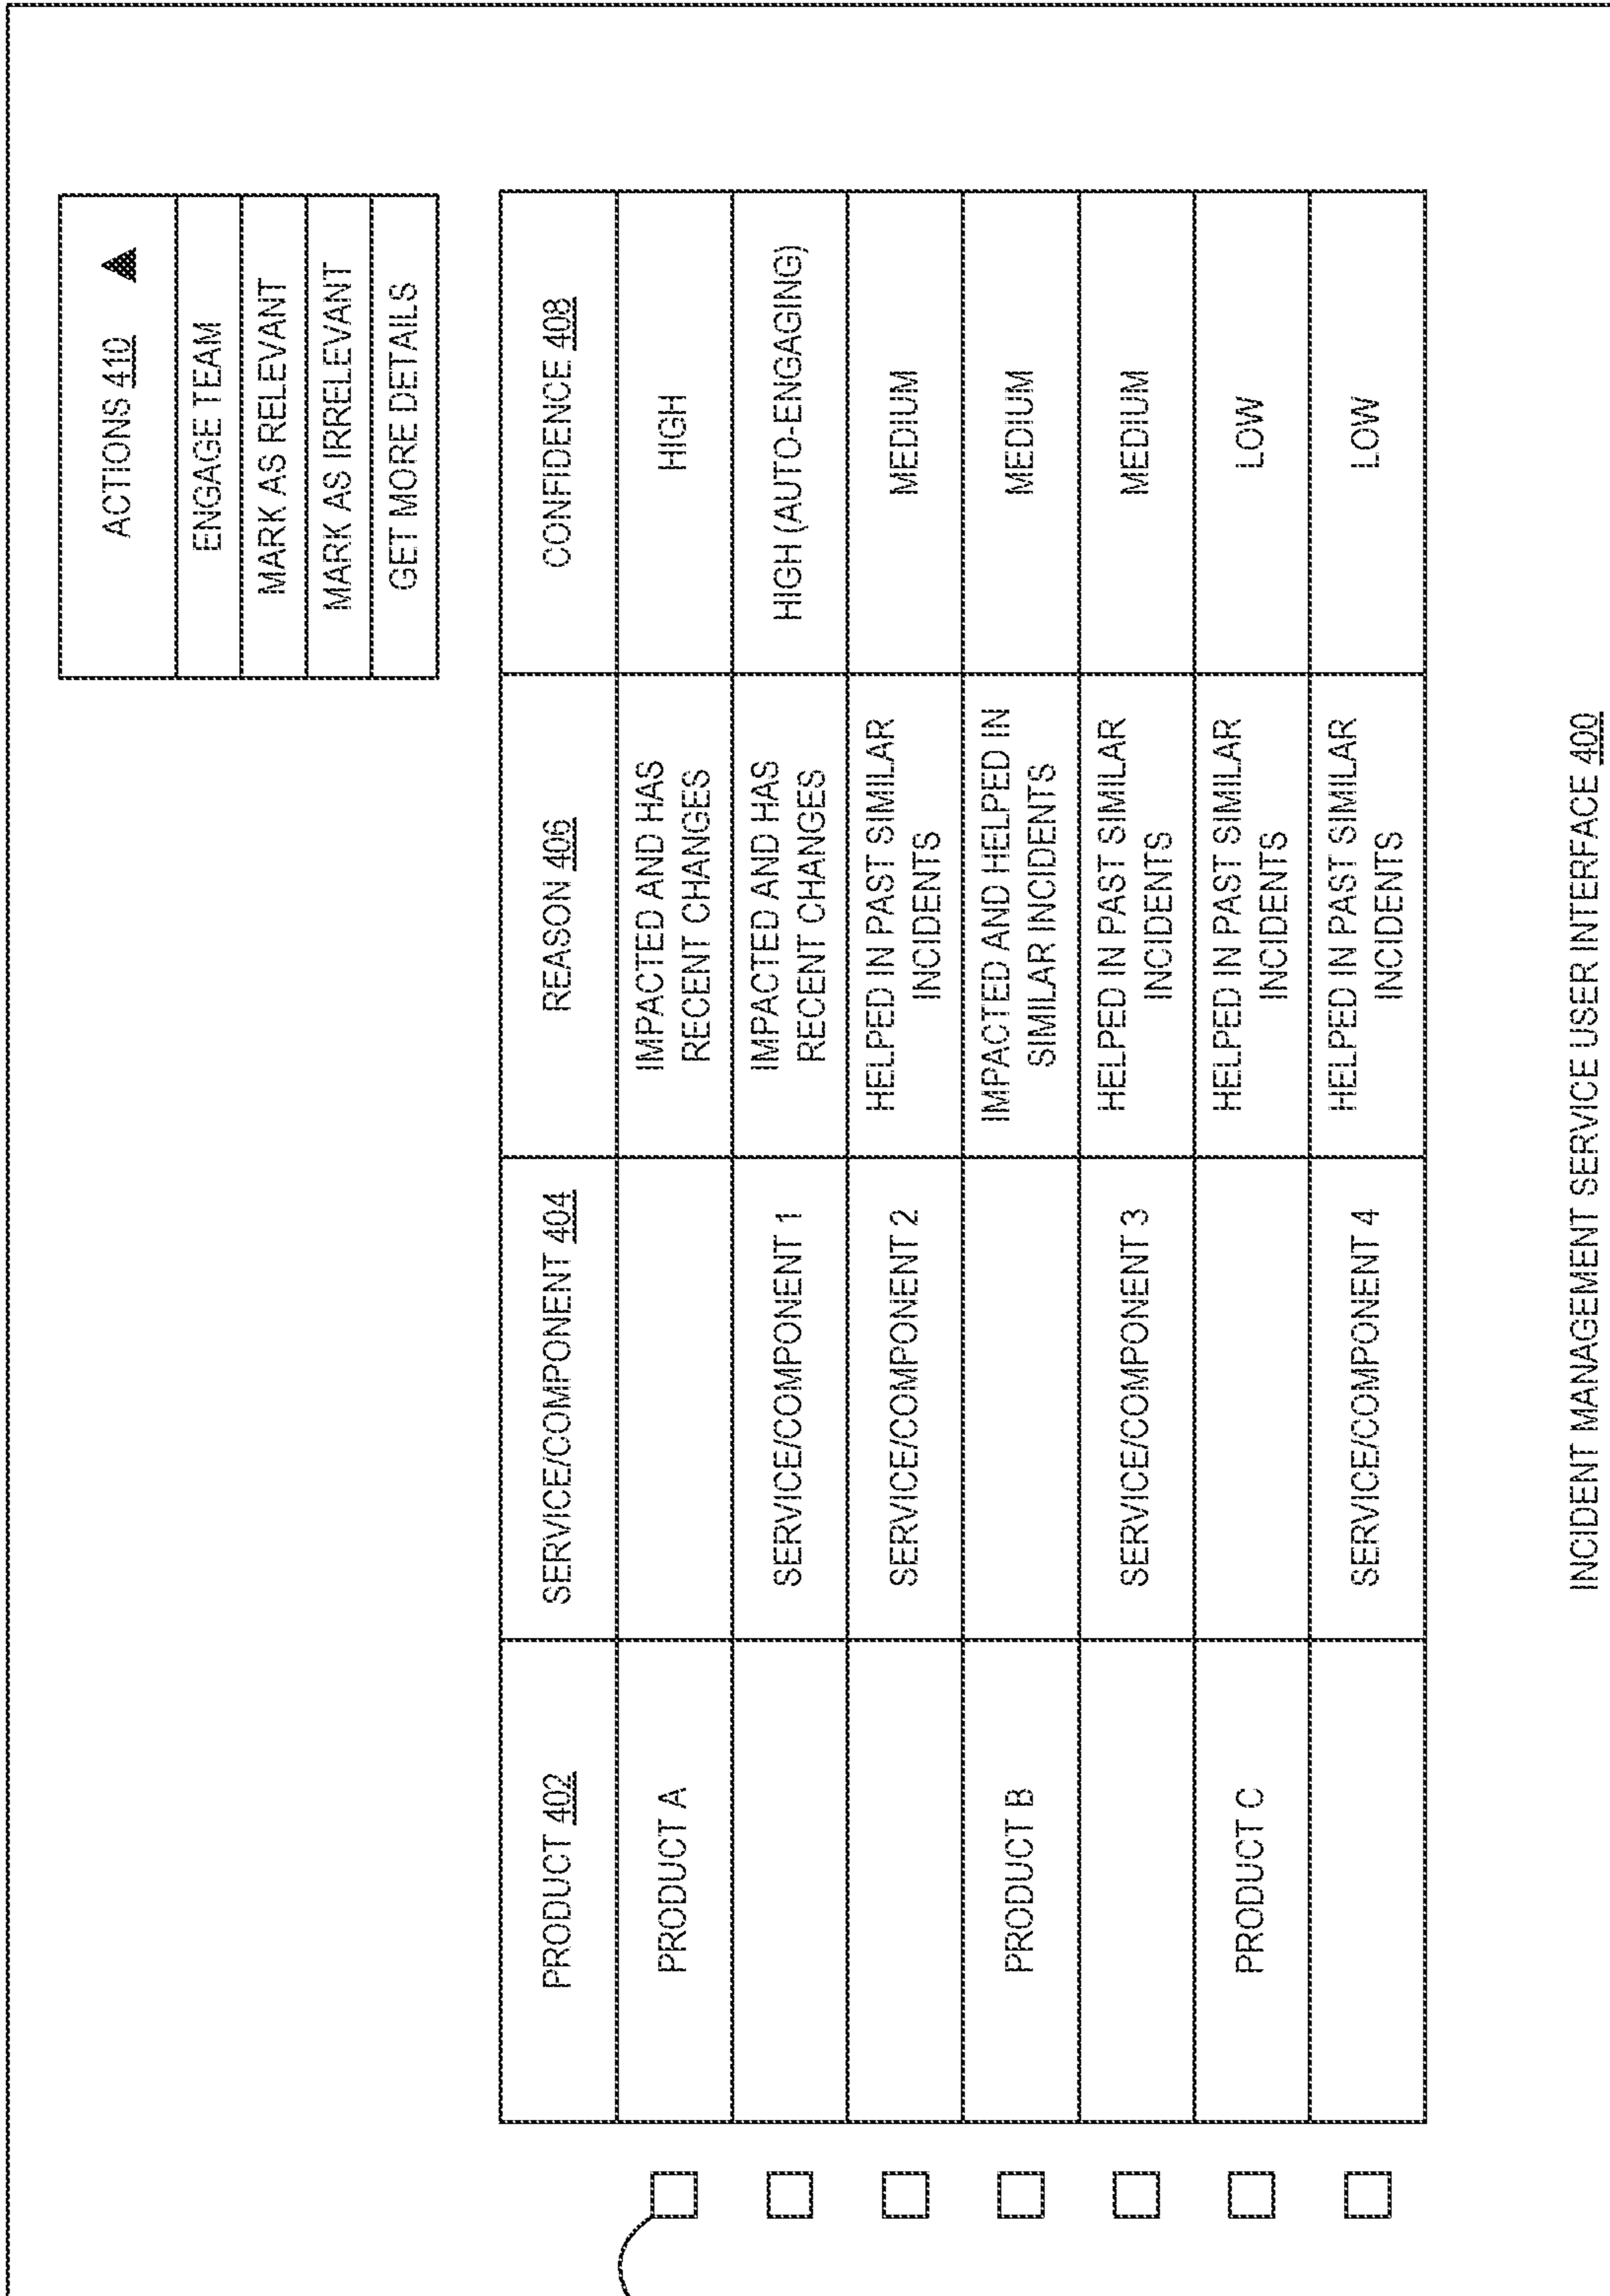 ACTIONS 410
ENGAGE TEAM
MARK AS RELEVANT
MARK AS IRRELEVANT
GET MORE DETAILS
PRODUCT 402
SERVICE/COMPONENT 404
REASON 406
CONFIDENCE 408
PRODUCT A
IMPACTED AND HAS
RECENT CHANGES
HIGH
SERVICE/COMPONENT 1
IMPACTED AND HAS
RECENT CHANGES
HIGH (AUTO-ENGAGING)
SERVICE/COMPONENT 2
HELPED IN PAST SIMILAR
INCIDENTS
MEDIUM
PRODUCT B
IMPACTED AND HELPED IN
SIMILAR INCIDENTS
MEDIUM
SERVICE/COMPONENT 3
HELPED IN PAST SIMILAR
INCIDENTS
MEDIUM
PRODUCT C
HELPED IN PAST SIMILAR
INCIDENTS
LOW
SERVICE/COMPONENT 4
HELPED IN PAST SIMILAR
INCIDENTS
LOW
INCIDENT MANAGEMENT SERVICE USER INTERFACE 400